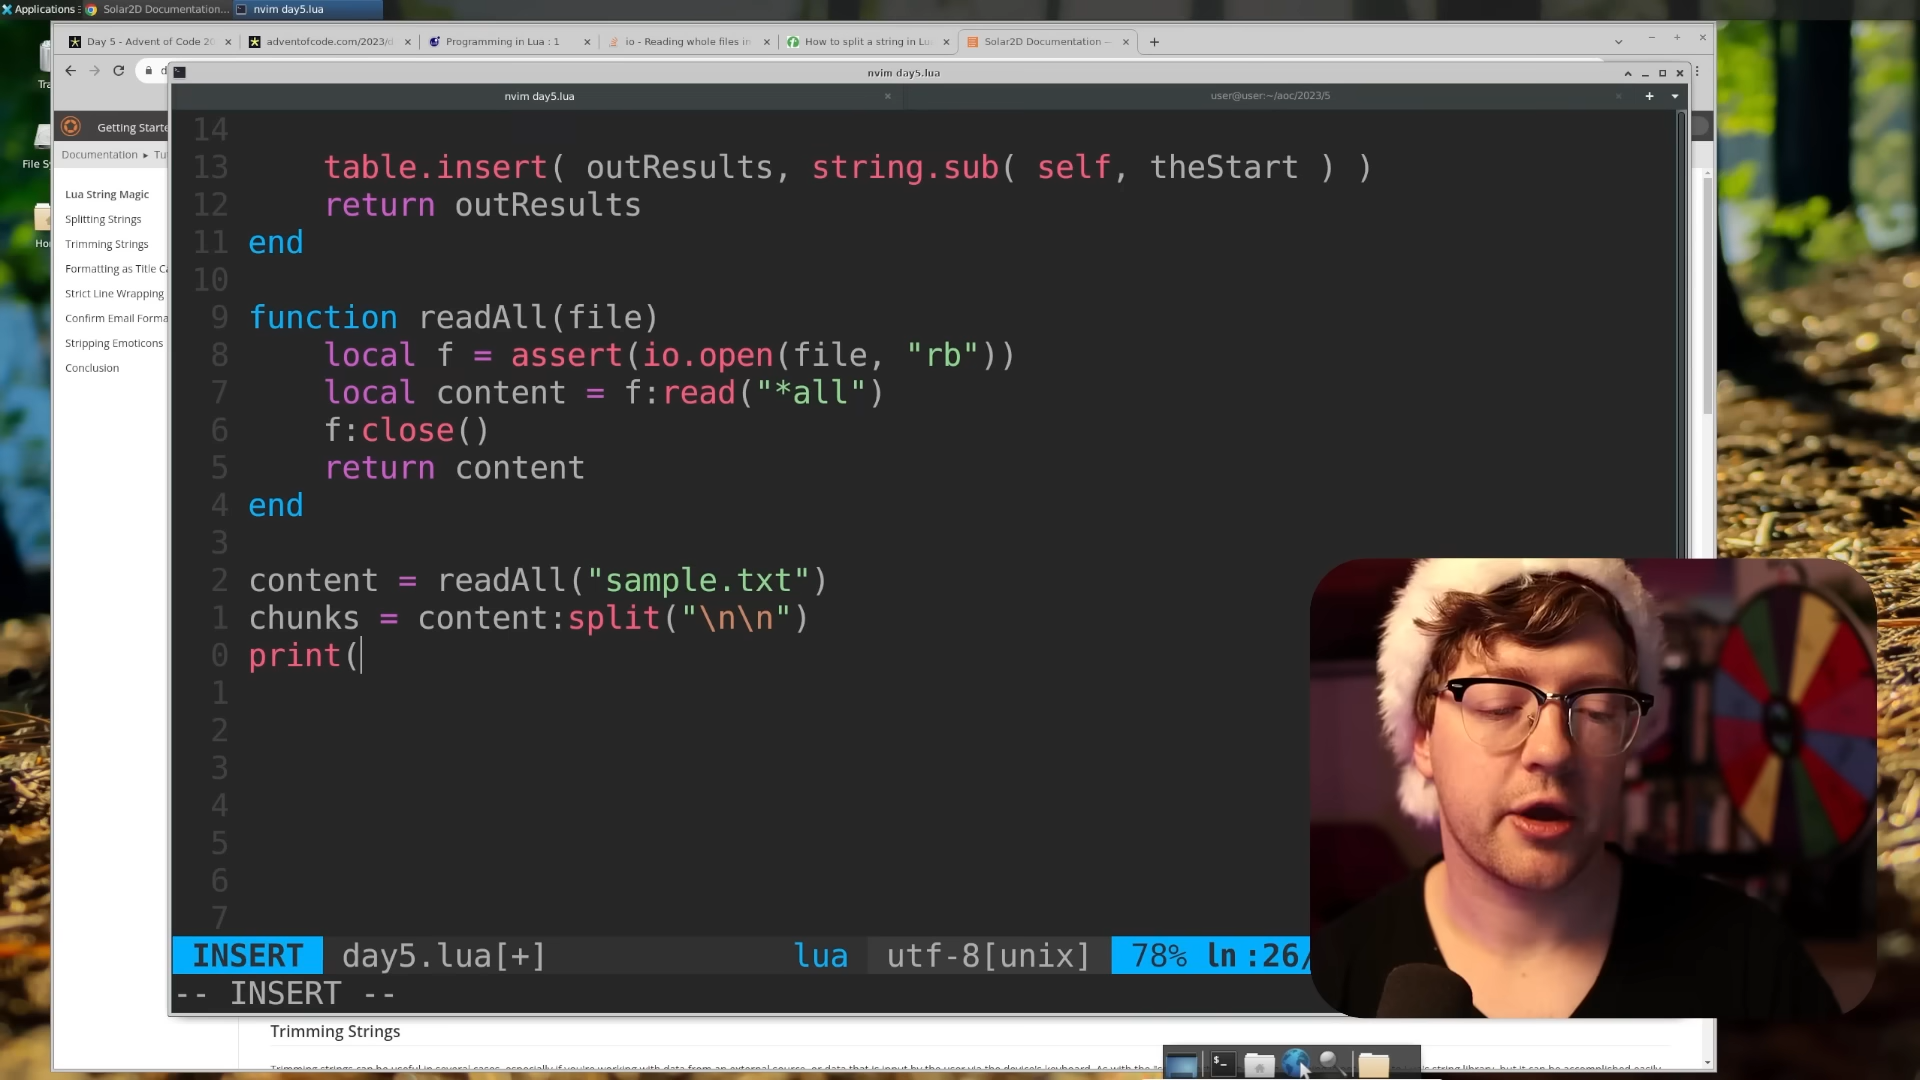 Applications
Solar2D Documentation...
nvim day5.lua
Day 5 - Advent of Code 20
adventofcode.com/2023/d
Programming in Lua : 1
io - Reading whole files in
How to split a string in Lu
Solar2D Documentation —
nvim day5.lua
nvim day5.lua
user@user:~/aoc/2023/5
Getting Starte
Documentation ▸ Tu
Lua String Magic
Splitting Strings
Trimming Strings
Formatting as Title Ca
Strict Line Wrapping
Confirm Email Forma
Stripping Emoticons
Conclusion
Tra
File Sy
Ho
14
13 table.insert( outResults, string.sub( self, theStart ) )
12 return outResults
11 end
10
9 function readAll(file)
8 local f = assert(io.open(file, "rb"))
7 local content = f:read("*all")
6 f:close()
5 return content
4 end
3
2 content = readAll("sample.txt")
1 chunks = content:split("\n\n")
0 print(
1
2
3
4
5
6
7
INSERT day5.lua[+] lua utf-8[unix] 78% ln :26/
-- INSERT --
Trimming Strings